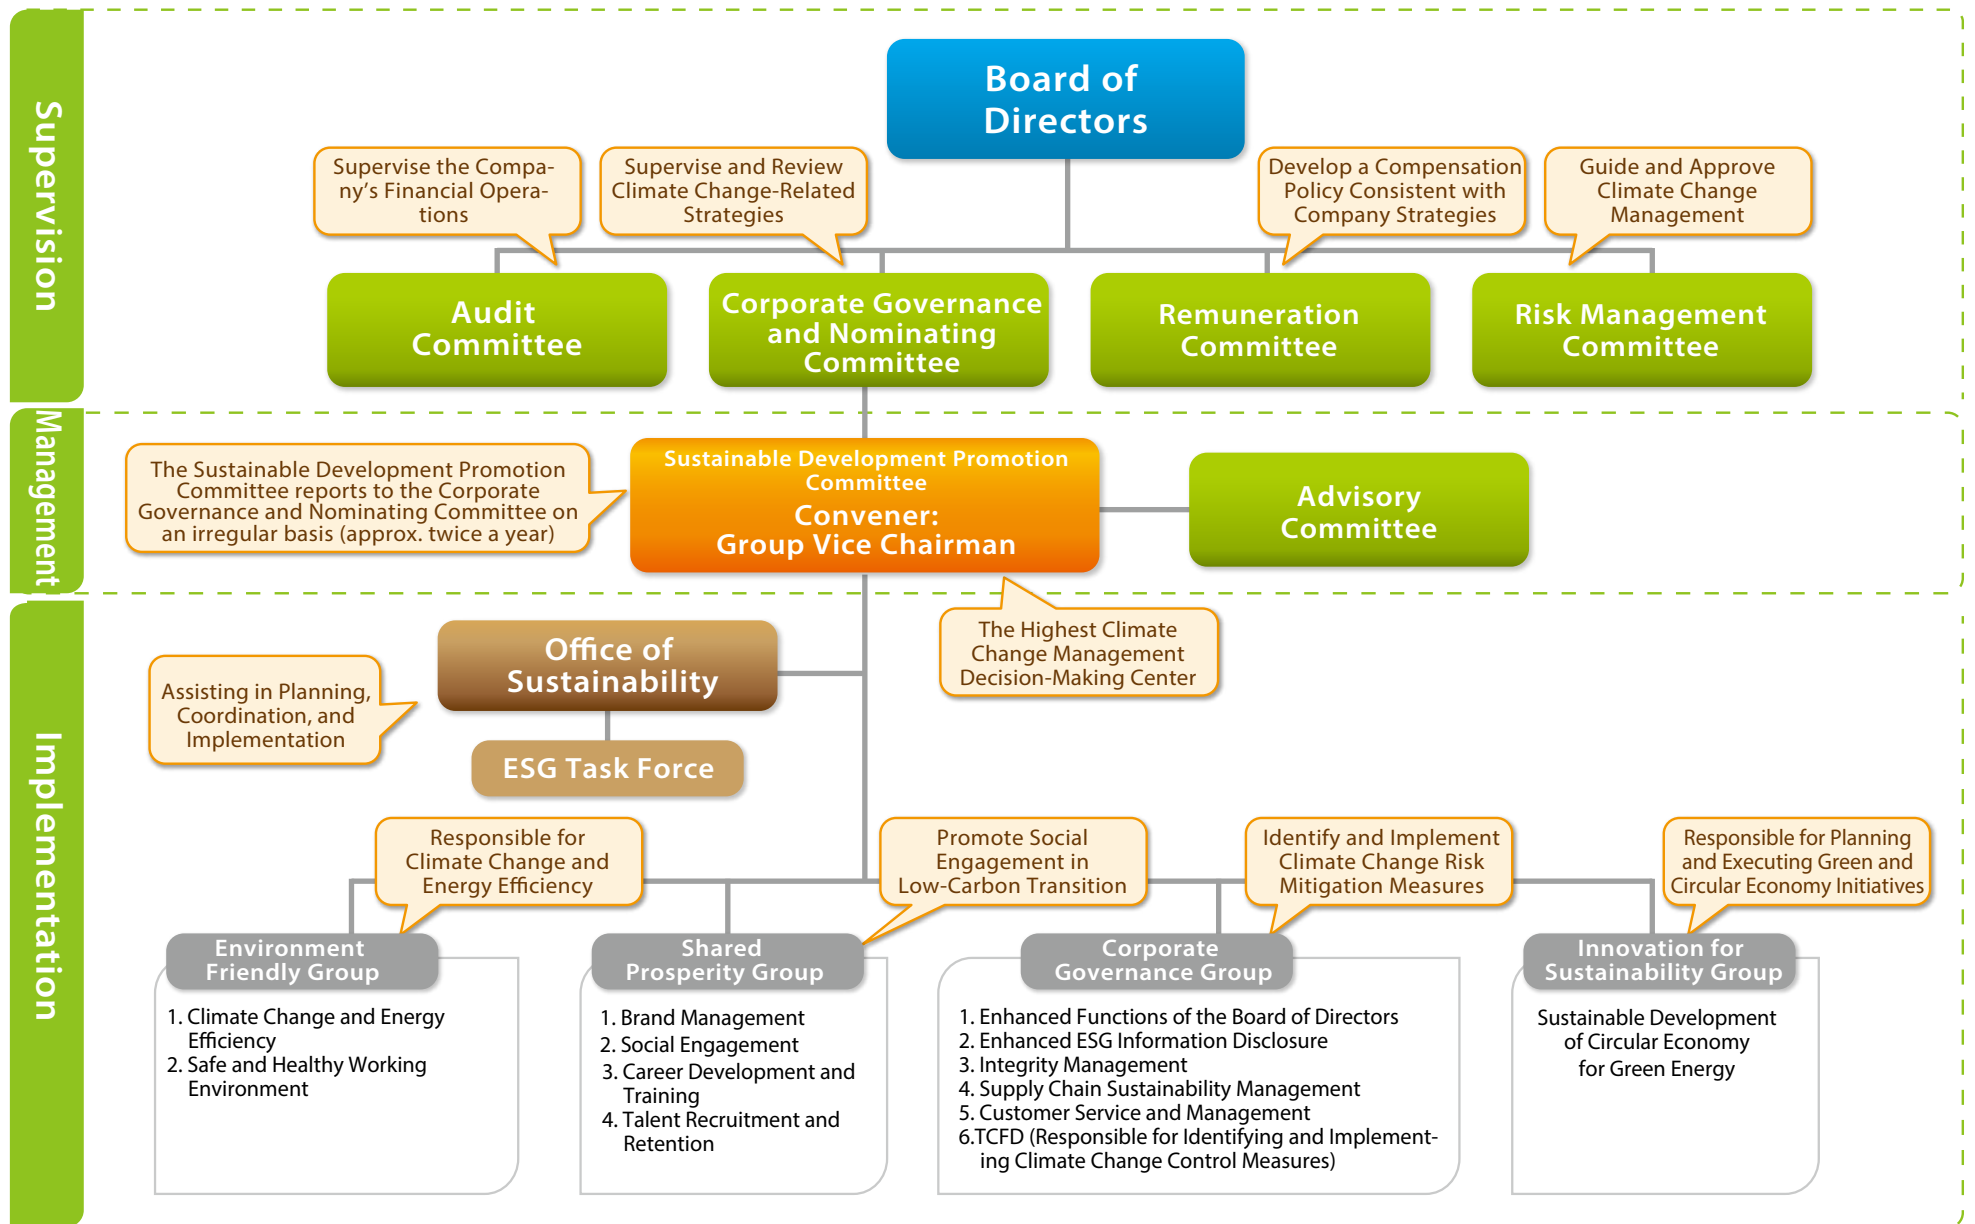 Supervision
Board of
Directors
Supervise the Compa-
ny's Financial Opera-
tions
Supervise and Review
Climate Change-Related
Strategies
Develop a Compensation
Policy Consistent with
Company Strategies
Guide and Approve
Climate Change
Management
Audit
Committee
Corporate Governance
and Nominating
Committee
Remuneration
Committee
Risk Management
Committee
Management
The Sustainable Development Promotion
Committee reports to the Corporate
Governance and Nominating Committee on
an irregular basis (approx. twice a year)
Sustainable Development Promotion
Committee
Convener:
Group Vice Chairman
Advisory
Committee
The Highest Climate
Change Management
Decision-Making Center
Implementation
Office of
Sustainability
Assisting in Planning,
Coordination, and
Implementation
ESG Task Force
Responsible for
Climate Change and
Energy Efficiency
Promote Social
Engagement in
Low-Carbon Transition
Identify and Implement
Climate Change Risk
Mitigation Measures
Responsible for Planning
and Executing Green and
Circular Economy Initiatives
Environment
Friendly Group
1. Climate Change and Energy
Efficiency
2. Safe and Healthy Working
Environment
Shared
Prosperity Group
1. Brand Management
2. Social Engagement
3. Career Development and
Training
4. Talent Recruitment and
Retention
Corporate
Governance Group
1. Enhanced Functions of the Board of Directors
2. Enhanced ESG Information Disclosure
3. Integrity Management
4. Supply Chain Sustainability Management
5. Customer Service and Management
6.TCFD (Responsible for Identifying and Implement-
ing Climate Change Control Measures)
Innovation for
Sustainability Group
Sustainable Development
of Circular Economy
for Green Energy